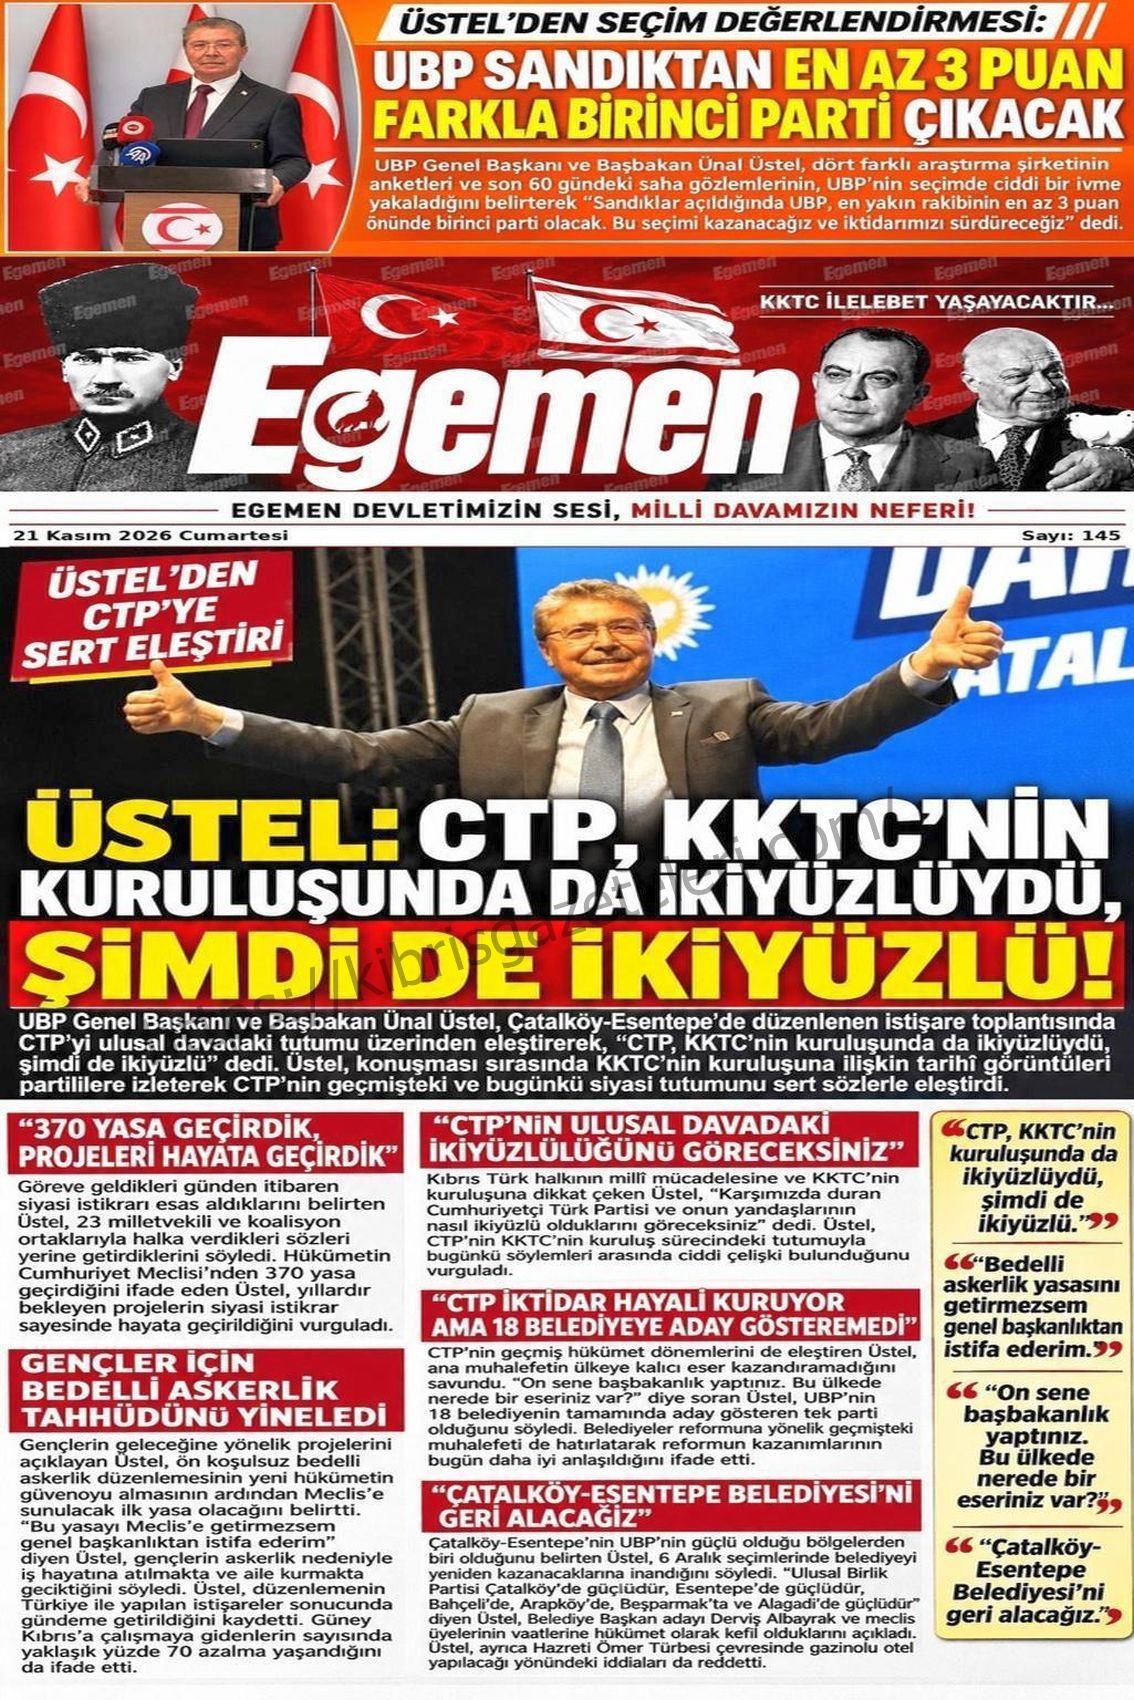 ÜSTEL'DEN SEÇİM DEĞERLENDİRMESİ:
UBP SANDIKTAN EN AZ 3 PUAN
FARKLA BİRİNCİ PARTİ ÇIKACAK
UBP Genel Başkanı ve Başbakan Ünal Üstel, dört farklı araştırma şirketinin
anketleri ve son 60 gündeki saha gözlemlerinin, UBP'nin seçimde ciddi bir ivme
yakaladığını belirterek "Sandıklar açıldığında UBP, en yakın rakibinin en az 3 puan
önünde birinci parti olacak. Bu seçimi kazanacağız ve iktidarımızı sürdüreceğiz" dedi.
KKTC İLELEBET YAŞAYACAKTIR...
Egemen
EGEMEN DEVLETİMİZİN SESİ, MİLLİ DAVAMIZIN NEFERİ!
21 Kasım 2026 Cumartesi
Sayı: 145
ÜSTEL'DEN
CTP'YE
SERT ELEŞTİRİ
ATAL
ÜSTEL: CTP, KKTC'NİN
KURULUŞUNDA DA İKİYÜZLÜYDÜ,
ŞİMDİ DE İKİYÜZLÜ!
UBP Genel Başkanı ve Başbakan Ünal Üstel, Çatalköy-Esentepe'de düzenlenen istişare toplantısında
CTP'yi ulusal davadaki tutumu üzerinden eleştirerek, "CTP, KKTC'nin kuruluşunda da ikiyüzlüydü,
şimdi de ikiyüzlü" dedi. Üstel, konuşması sırasında KKTC'nin kuruluşuna ilişkin tarihî görüntüleri
partililere izleterek CTP'nin geçmişteki ve bugünkü siyasi tutumunu sert sözlerle eleştirdi.
https://kibrisgazeteleri.com/
"370 YASA GEÇİRDİK,
PROJELERİ HAYATA GEÇİRDİK"
Göreve geldikleri günden itibaren
siyasi istikrarı esas aldıklarını belirten
Üstel, 23 milletvekili ve koalisyon
ortaklarıyla halka verdikleri sözleri
yerine getirdiklerini söyledi. Hükümetin
Cumhuriyet Meclisi'nden 370 yasa
geçirdiğini ifade eden Üstel, yıllardır
bekleyen projelerin siyasi istikrar
sayesinde hayata geçirildiğini vurguladı.
GENÇLER İÇİN
BEDELLİ ASKERLİK
TAHHÜDÜNÜ YİNELEDİ
Gençlerin geleceğine yönelik projelerini
açıklayan Üstel, ön koşulsuz bedelli
askerlik düzenlemesinin yeni hükümetin
güvenoyu almasının ardından Meclis'e
sunulacak ilk yasa olacağını belirtti.
"Bu yasayı Meclis'e getirmezsem
genel başkanlıktan istifa ederim"
diyen Üstel, gençlerin askerlik nedeniyle
iş hayatına atılmakta ve aile kurmakta
geciktiğini söyledi. Üstel, düzenlemenin
Türkiye ile yapılan istişareler sonucunda
gündeme getirildiğini kaydetti. Güney
Kıbrıs'a çalışmaya gidenlerin sayısında
yaklaşık yüzde 70 azalma yaşandığını
da ifade etti.
"CTP'NİN ULUSAL DAVADAKİ
İKİYÜZLÜLÜĞÜNÜ GÖRECEKSİNİZ"
Kıbrıs Türk halkının millî mücadelesine ve KKTC'nin
kuruluşuna dikkat çeken Üstel, "Karşımızda duran
Cumhuriyetçi Türk Partisi ve onun yandaşlarının
nasıl ikiyüzlü olduklarını göreceksiniz" dedi. Üstel,
CTP'nin KKTC'nin kuruluş sürecindeki tutumuyla
bugünkü söylemleri arasında ciddi çelişki bulunduğunu
vurguladı.
"CTP İKTİDAR HAYALİ KURUYOR
AMA 18 BELEDİYEYE ADAY GÖSTEREMEDİ"
CTP'nin geçmiş hükümet dönemlerini de eleştiren Üstel,
ana muhalefetin ülkeye kalıcı eser kazandıramadığını
savundu. "On sene başbakanlık yaptınız. Bu ülkede
nerede bir eseriniz var?" diye soran Üstel, UBP'nin
18 belediyenin tamamında aday gösteren tek parti
olduğunu söyledi. Belediyeler reformuna yönelik geçmişteki
muhalefeti de hatırlatarak reformun kazanımlarının
bugün daha iyi anlaşıldığını ifade etti.
"ÇATALKÖY-ESENTEPE BELEDİYESİ'Nİ
GERİ ALACAĞIZ"
Çatalköy-Esentepe'nin UBP'nin güçlü olduğu bölgelerden
biri olduğunu belirten Üstel, 6 Aralık seçimlerinde belediyeyi
yeniden kazanacaklarına inandığını söyledi. "Ulusal Birlik
Partisi Çatalköy'de güçlüdür, Esentepe'de güçlüdür,
Bahçeli'de, Arapköy'de, Beşparmak'ta ve Alagadi'de güçlüdür"
diyen Üstel, Belediye Başkan adayı Derviş Albayrak ve meclis
üyelerinin vaatlerine hükümet olarak kefil olduklarını açıkladı.
Üstel, ayrıca Hazreti Ömer Türbesi çevresinde gazinolu otel
yapılacağı yönündeki iddiaları da reddetti.
"CTP, KKTC'nin
kuruluşunda da
ikiyüzlüydü,
şimdi de
ikiyüzlü."
"Bedelli
askerlik yasasını
getirmezsem
genel başkanlıktan
istifa ederim."
"On sene
başbakanlık
yaptınız.
Bu ülkede
nerede bir
eseriniz var?"
"Çatalköy-
Esentepe
Belediyesi'ni
geri alacağız."